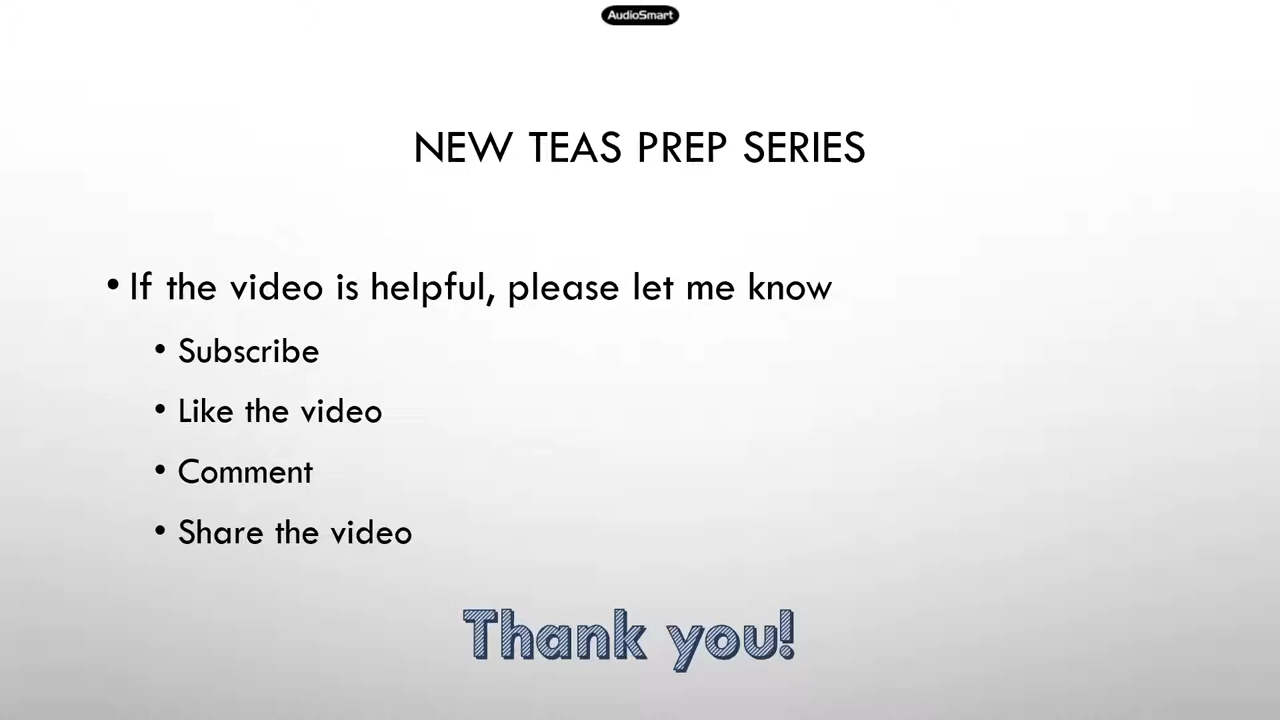 AudioSmart
NEW TEAS PREP SERIES
• If the video is helpful, please let me know
• Subscribe
• Like the video
• Comment
• Share the video
Thank you!